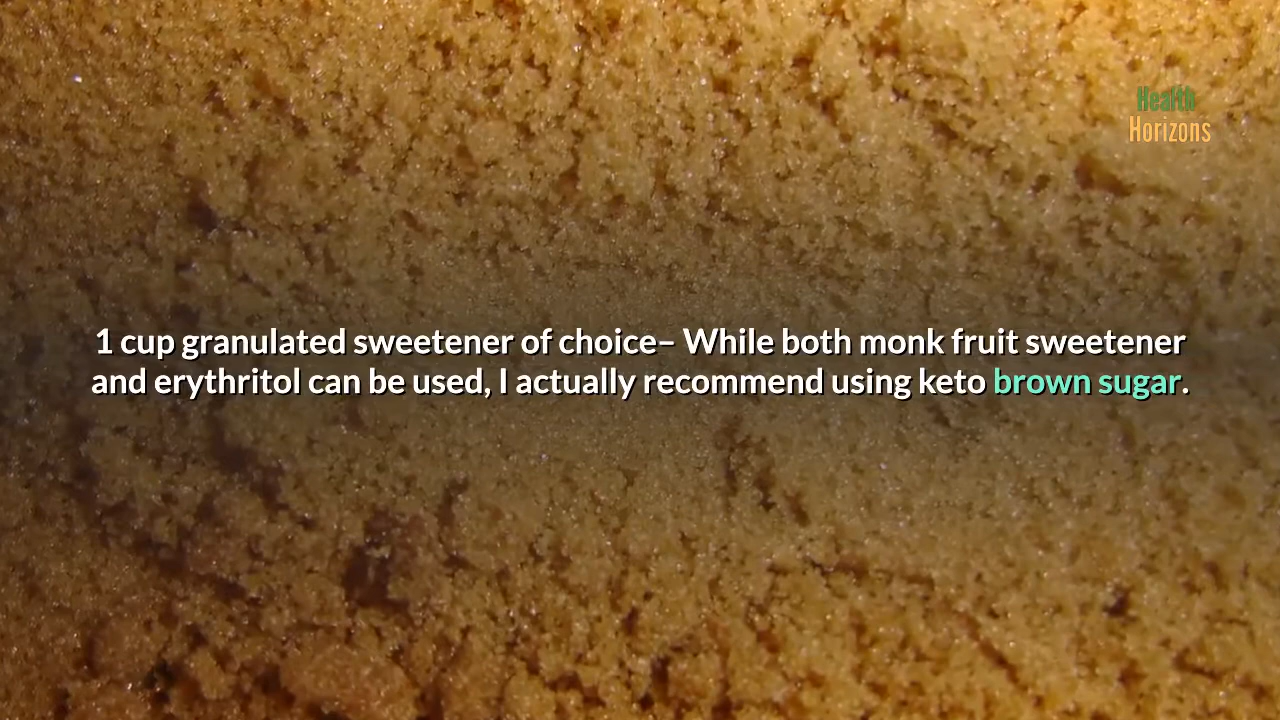 Health
Horizons
1 cup granulated sweetener of choice– While both monk fruit sweetener
and erythritol can be used, I actually recommend using keto brown sugar.